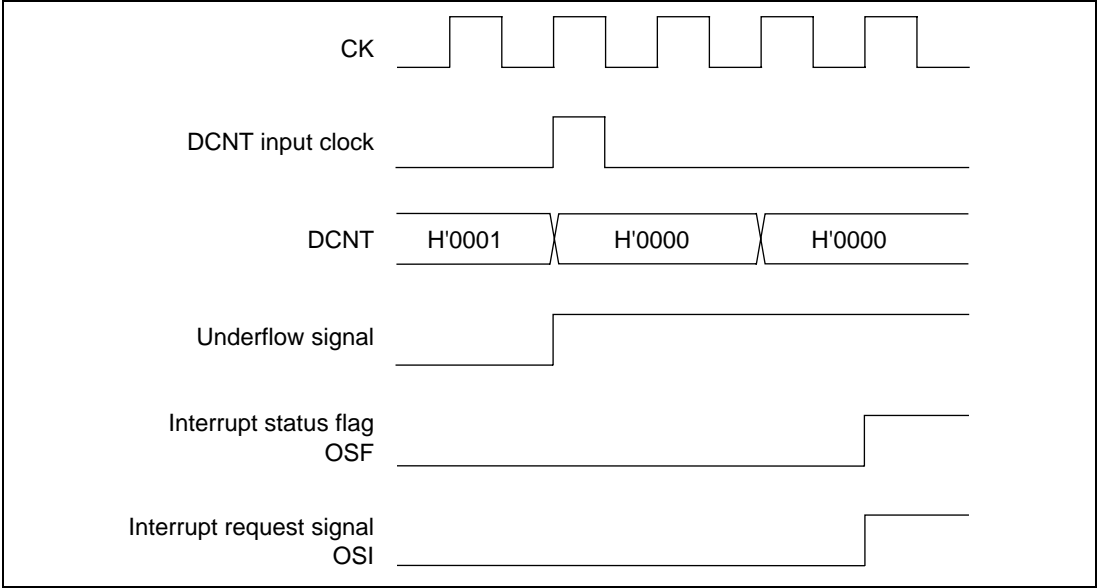 CK
DCNT input clock
DCNT H'0001 H'0000 H'0000
Underflow signal
Interrupt status flag
OSF
Interrupt request signal
OSI